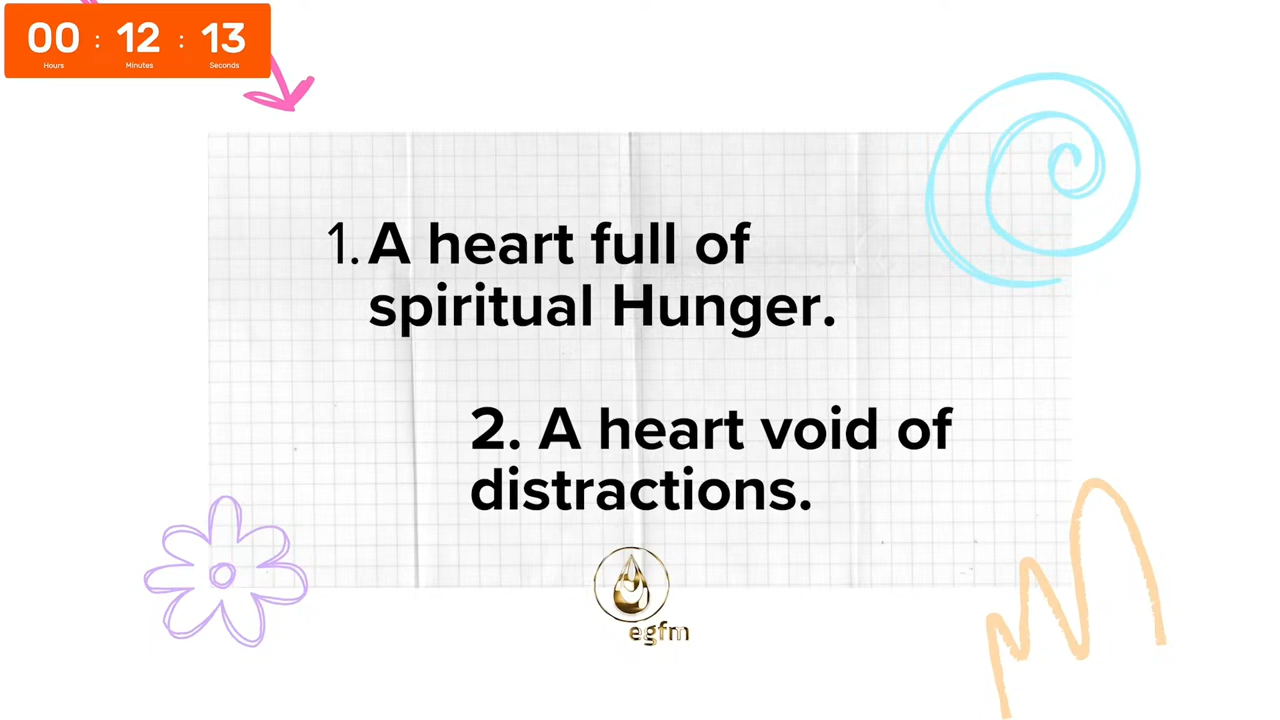 00 : 12 : 13
Hours Minutes Seconds
1. A heart full of
spiritual Hunger.
2. A heart void of
distractions.
egfm